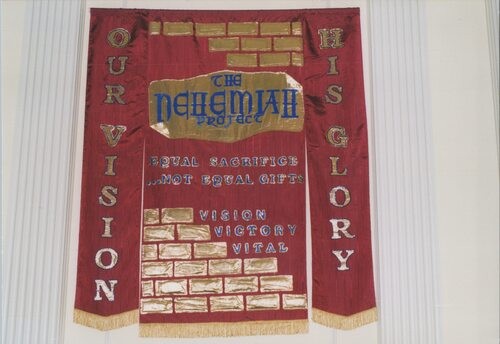 OUR VISION
THE
NEHEMIAH
PROJECT
EQUAL SACRIFICE
...NOT EQUAL GIFTS
VISION
VICTORY
VITAL
HIS GLORY